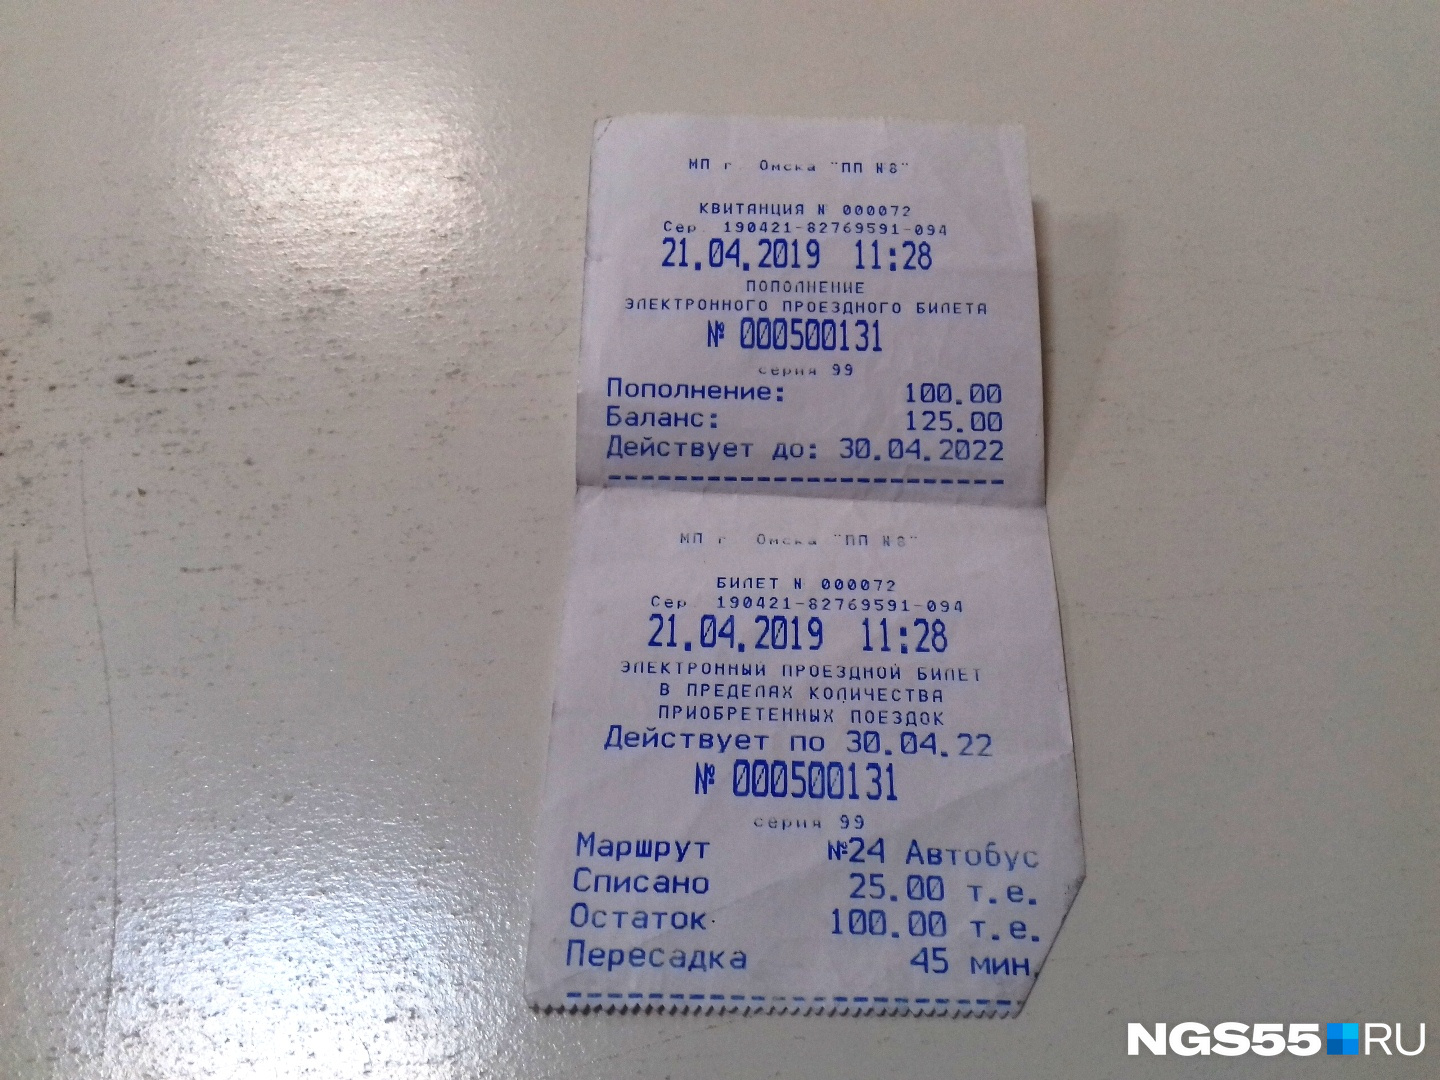 МП г. Омска "ПП N8"
КВИТАНЦИЯ N 000072
Сер. 190421-82769591-094
21.04.2019 11:28
ПОПОЛНЕНИЕ
ЭЛЕКТРОННОГО ПРОЕЗДНОГО БИЛЕТА
№ 000500131
серия 99
Пополнение: 100.00
Баланс: 125.00
Действует до: 30.04.2022
МП г. Омска "ПП N8"
БИЛЕТ N 000072
Сер. 190421-82769591-094
21.04.2019 11:28
ЭЛЕКТРОННЫЙ ПРОЕЗДНОЙ БИЛЕТ
В ПРЕДЕЛАХ КОЛИЧЕСТВА
ПРИОБРЕТЕННЫХ ПОЕЗДОК
Действует по 30.04.22
№ 000500131
серия 99
Маршрут №24 Автобус
Списано 25.00 т.е.
Остаток 100.00 т.е.
Пересадка 45 мин.
NGS55.RU